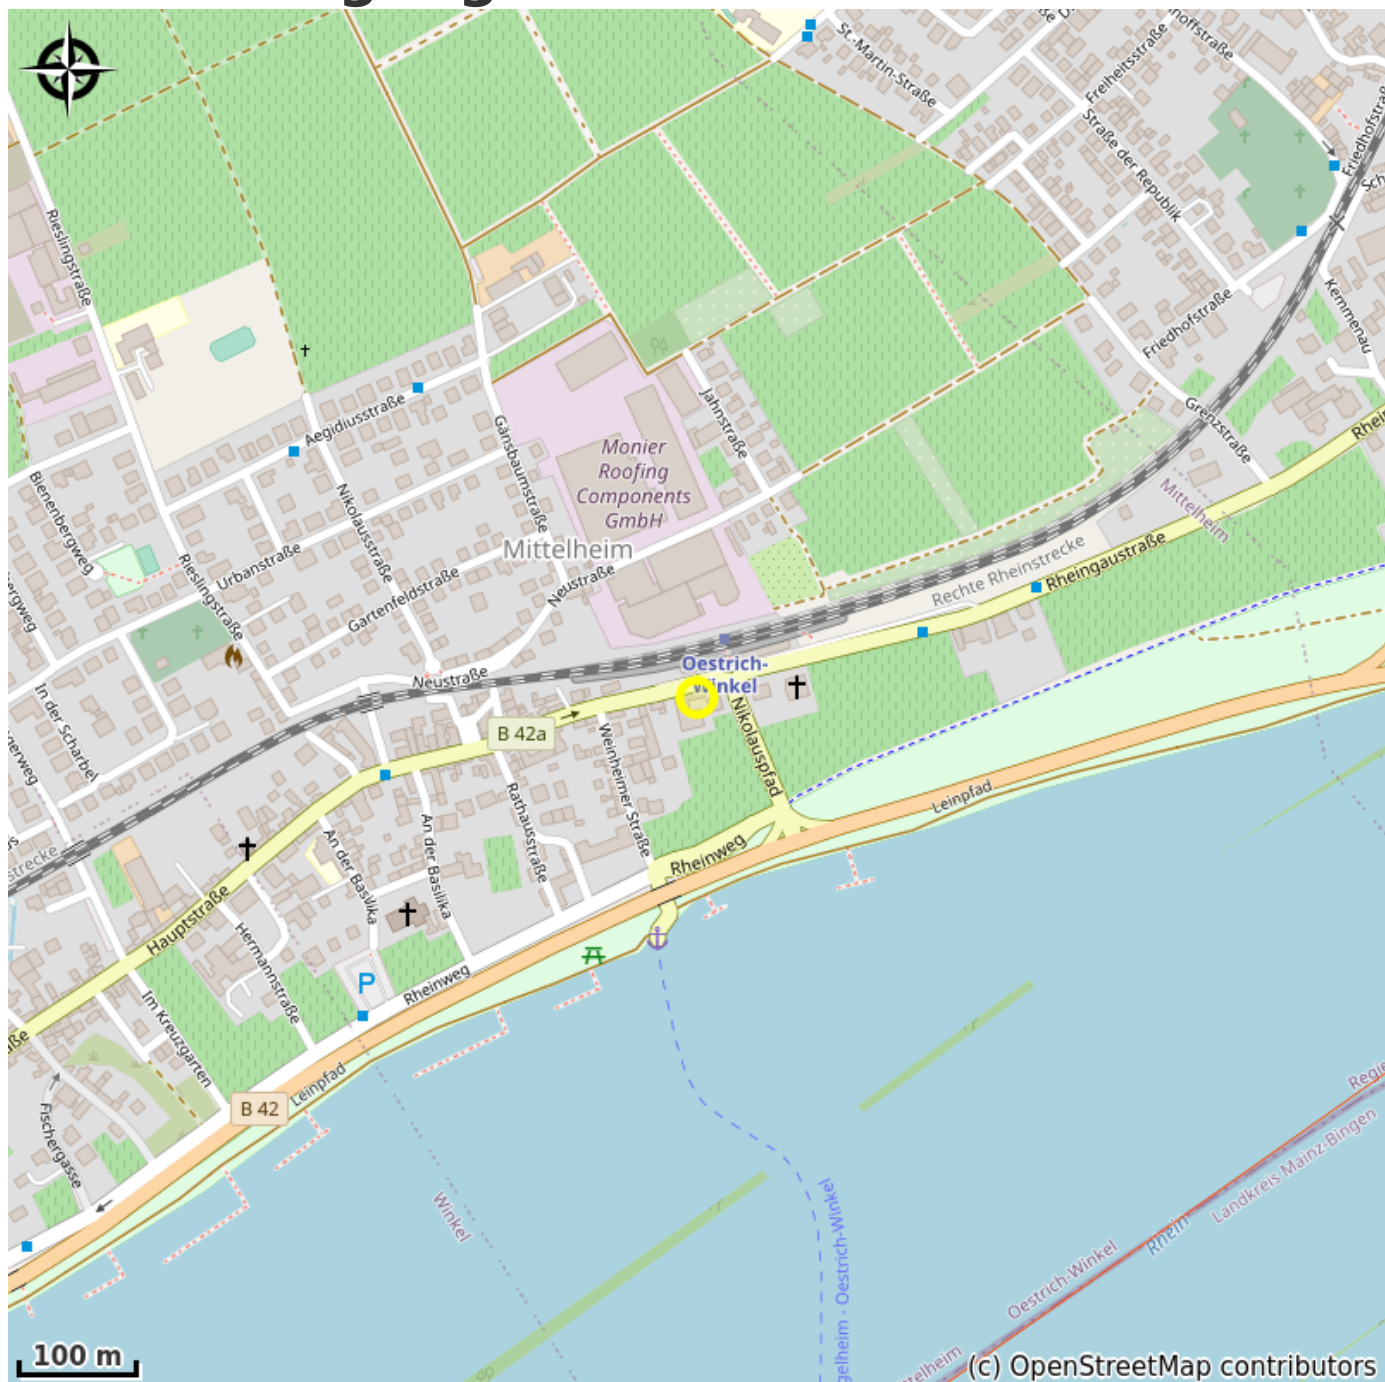 St.-Martin-Straße
Freiheitsstraße
Straße der Republik
Friedhofstraße
Kemmenau
Grenzstraße
Rieslingstraße
Aegidiusstraße
Gänsbaumstraße
Jahnstraße
Monier
Roofing
Components
GmbH
Mittelheim
Mittelheim
Bienenbergweg
Nikolausstraße
Urbanstraße
Rieslingstraße
Gartenfeldstraße
Neustraße
Rechte Rheinstrecke
Rheingaustraße
Neustraße
Oestrich-
Winkel
In der Scharbel
B 42a
Weinheimer Straße
Nikolauspfad
Rathausstraße
An der Basilika
An der Basilika
Leinpfad
Rheinweg
Hauptstraße
Hermannstraße
P
Rheinweg
Im Kreuzgarten
Leinpfad
B 42
Fischergasse
Winkel
Landkreis Mainz-Bingen
Rhein
Oestrich-Winkel
gelheim - Oestrich-Winkel
100 m
(c) OpenStreetMap contributors